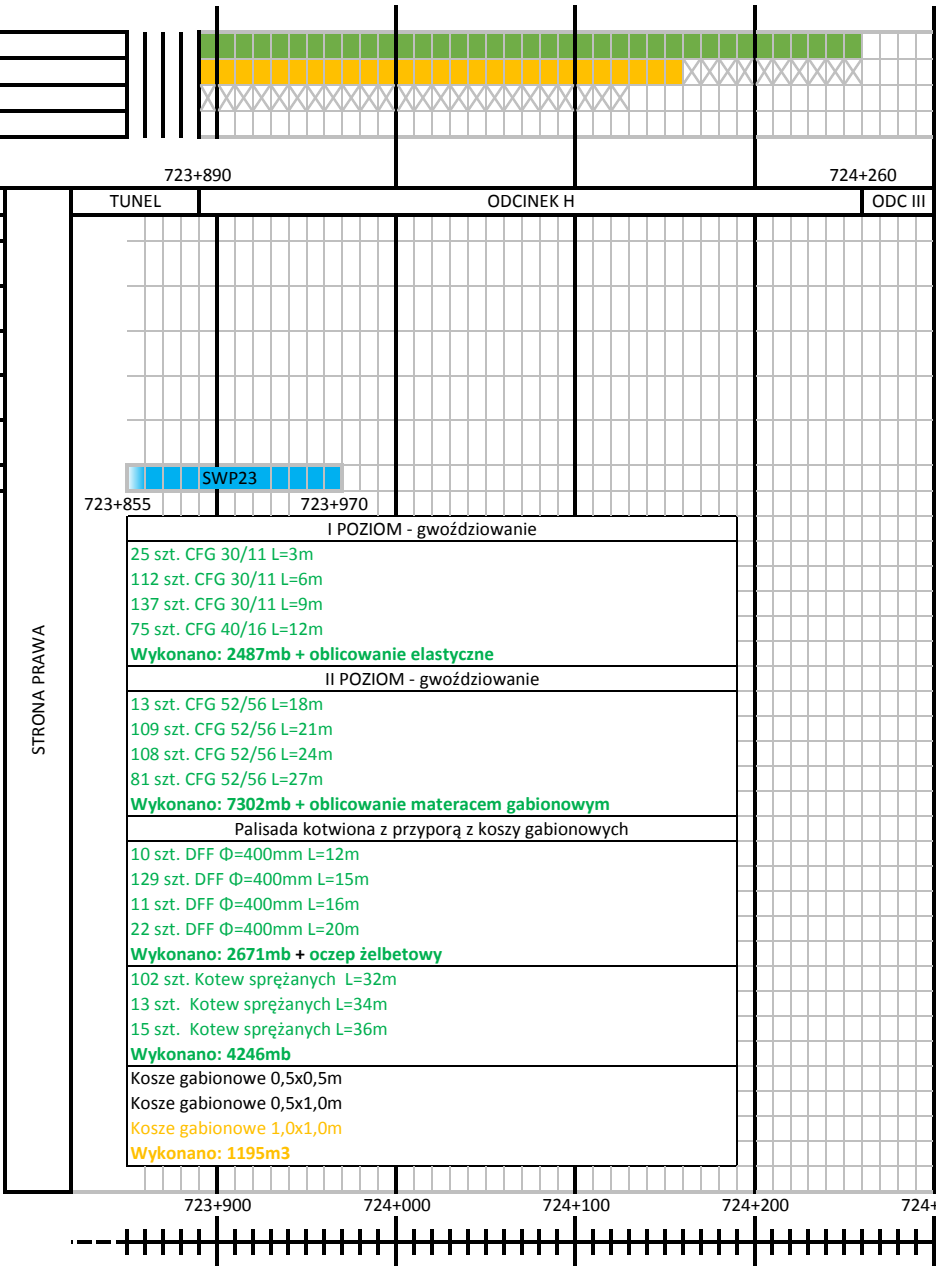 723+890
724+260
TUNEL
ODCINEK H
ODC III
SWP23
723+855
723+970
STRONA PRAWA
I POZIOM - gwoździowanie
25 szt. CFG 30/11 L=3m
112 szt. CFG 30/11 L=6m
137 szt. CFG 30/11 L=9m
75 szt. CFG 40/16 L=12m
Wykonano: 2487mb + oblicowanie elastyczne
II POZIOM - gwoździowanie
13 szt. CFG 52/56 L=18m
109 szt. CFG 52/56 L=21m
108 szt. CFG 52/56 L=24m
81 szt. CFG 52/56 L=27m
Wykonano: 7302mb + oblicowanie materacem gabionowym
Palisada kotwiona z przyporą z koszy gabionowych
10 szt. DFF Φ=400mm L=12m
129 szt. DFF Φ=400mm L=15m
11 szt. DFF Φ=400mm L=16m
22 szt. DFF Φ=400mm L=20m
Wykonano: 2671mb + oczep żelbetowy
102 szt. Kotew sprężanych L=32m
13 szt. Kotew sprężanych L=34m
15 szt. Kotew sprężanych L=36m
Wykonano: 4246mb
Kosze gabionowe 0,5x0,5m
Kosze gabionowe 0,5x1,0m
Kosze gabionowe 1,0x1,0m
Wykonano: 1195m3
723+900
724+000
724+100
724+200
724+